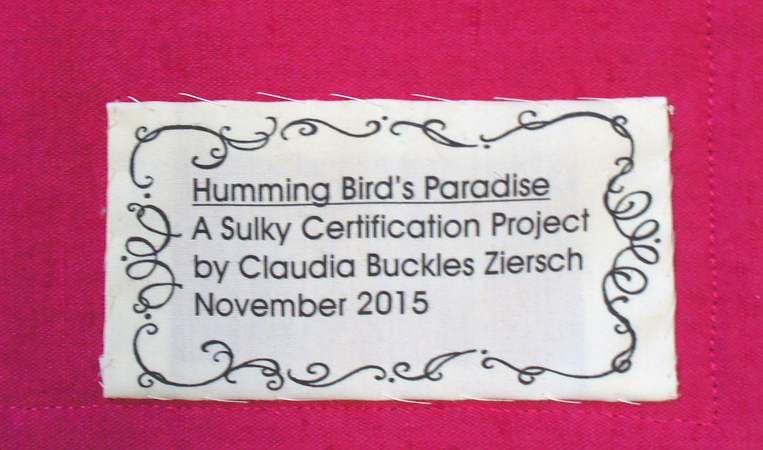 Humming Bird's Paradise
A Sulky Certification Project
by Claudia Buckles Ziersch
November 2015